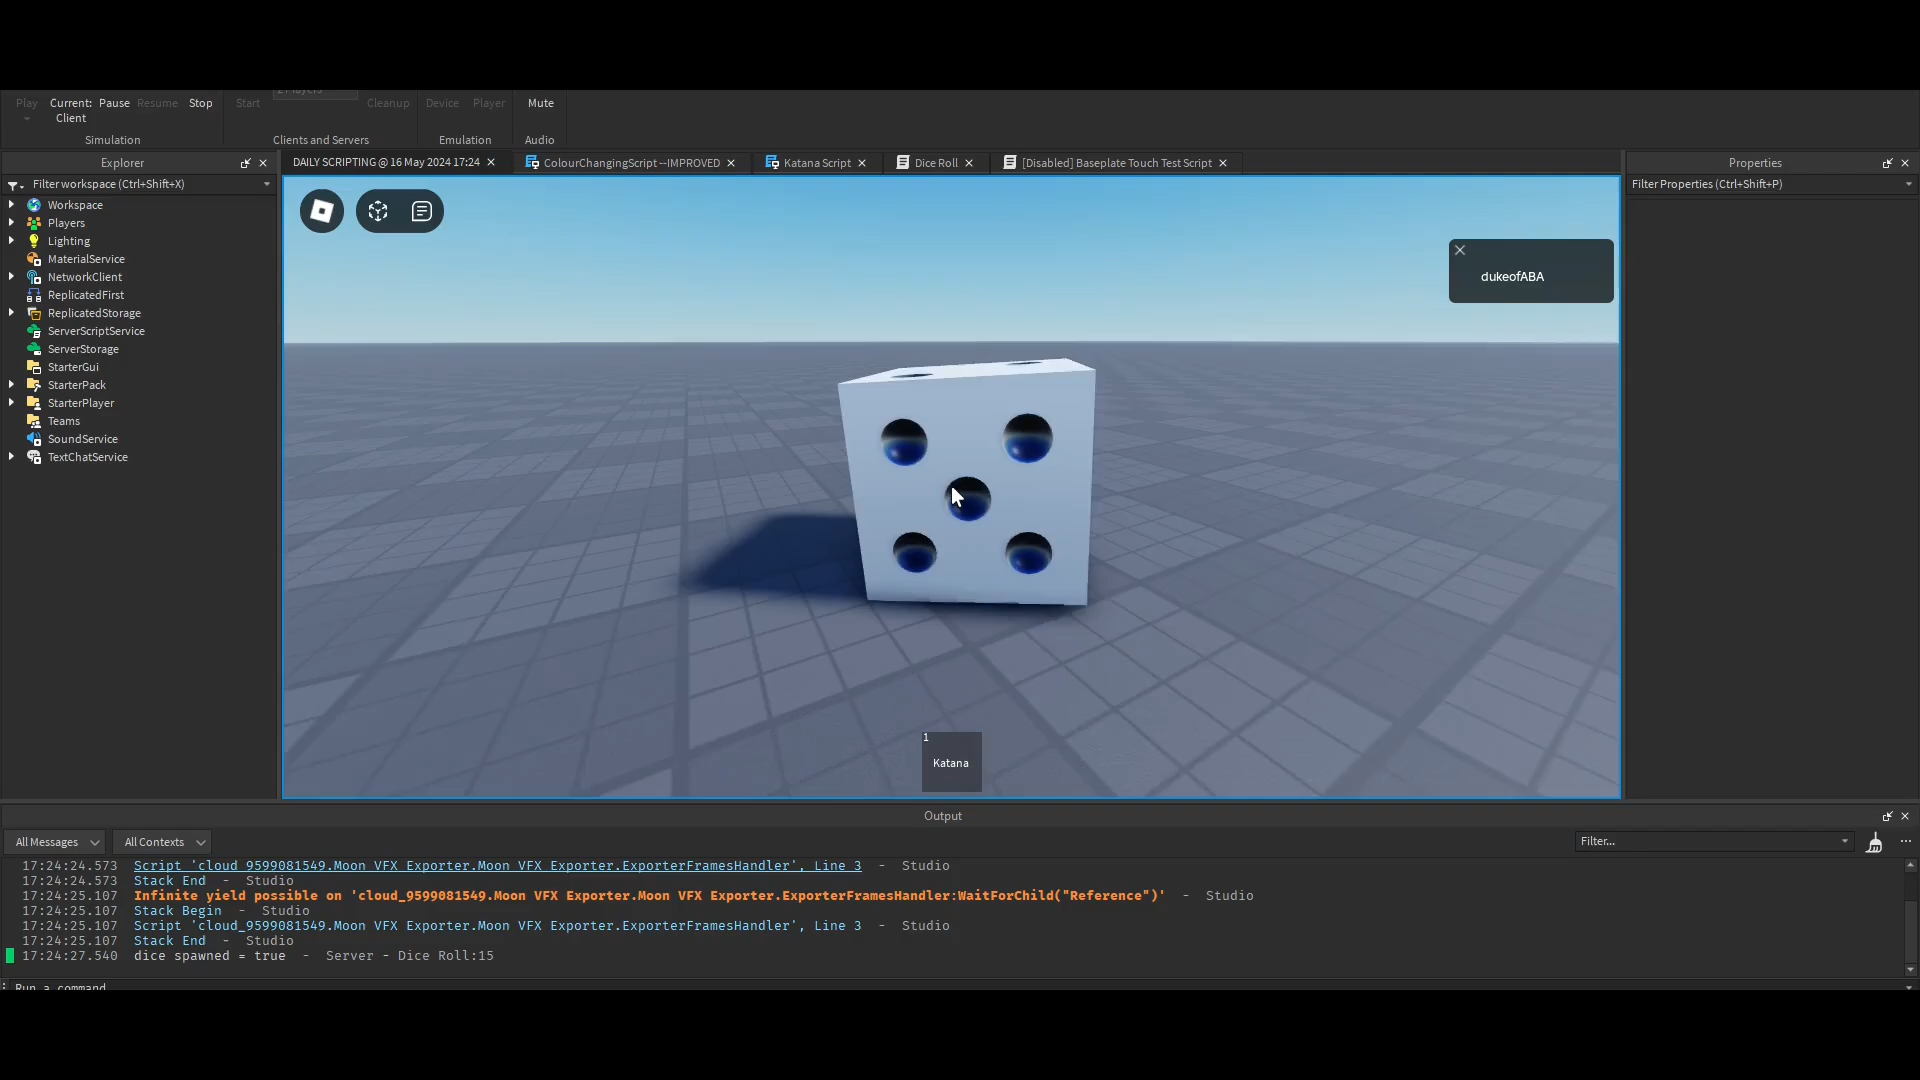 Play
Current: Client
Pause
Resume
Stop
Start
Cleanup
Device
Player
Mute
Simulation
Clients and Servers
Emulation
Audio
Explorer
DAILY SCRIPTING @ 16 May 2024 17:24
ColourChangingScript --IMPROVED
Katana Script
Dice Roll
[Disabled] Baseplate Touch Test Script
Properties
Filter workspace (Ctrl+Shift+X)
Filter Properties (Ctrl+Shift+P)
Workspace
Players
Lighting
MaterialService
NetworkClient
ReplicatedFirst
ReplicatedStorage
ServerScriptService
ServerStorage
StarterGui
StarterPack
StarterPlayer
Teams
SoundService
TextChatService
dukeofABA
1
Katana
Output
All Messages
All Contexts
Filter...
17:24:24.573 Script 'cloud_9599081549.Moon VFX Exporter.Moon VFX Exporter.ExporterFramesHandler', Line 3 - Studio
17:24:24.573 Stack End - Studio
17:24:25.107 Infinite yield possible on 'cloud_9599081549.Moon VFX Exporter.Moon VFX Exporter.ExporterFramesHandler:WaitForChild("Reference")' - Studio
17:24:25.107 Stack Begin - Studio
17:24:25.107 Script 'cloud_9599081549.Moon VFX Exporter.Moon VFX Exporter.ExporterFramesHandler', Line 3 - Studio
17:24:25.107 Stack End - Studio
17:24:27.540 dice spawned = true - Server - Dice Roll:15
Run a command